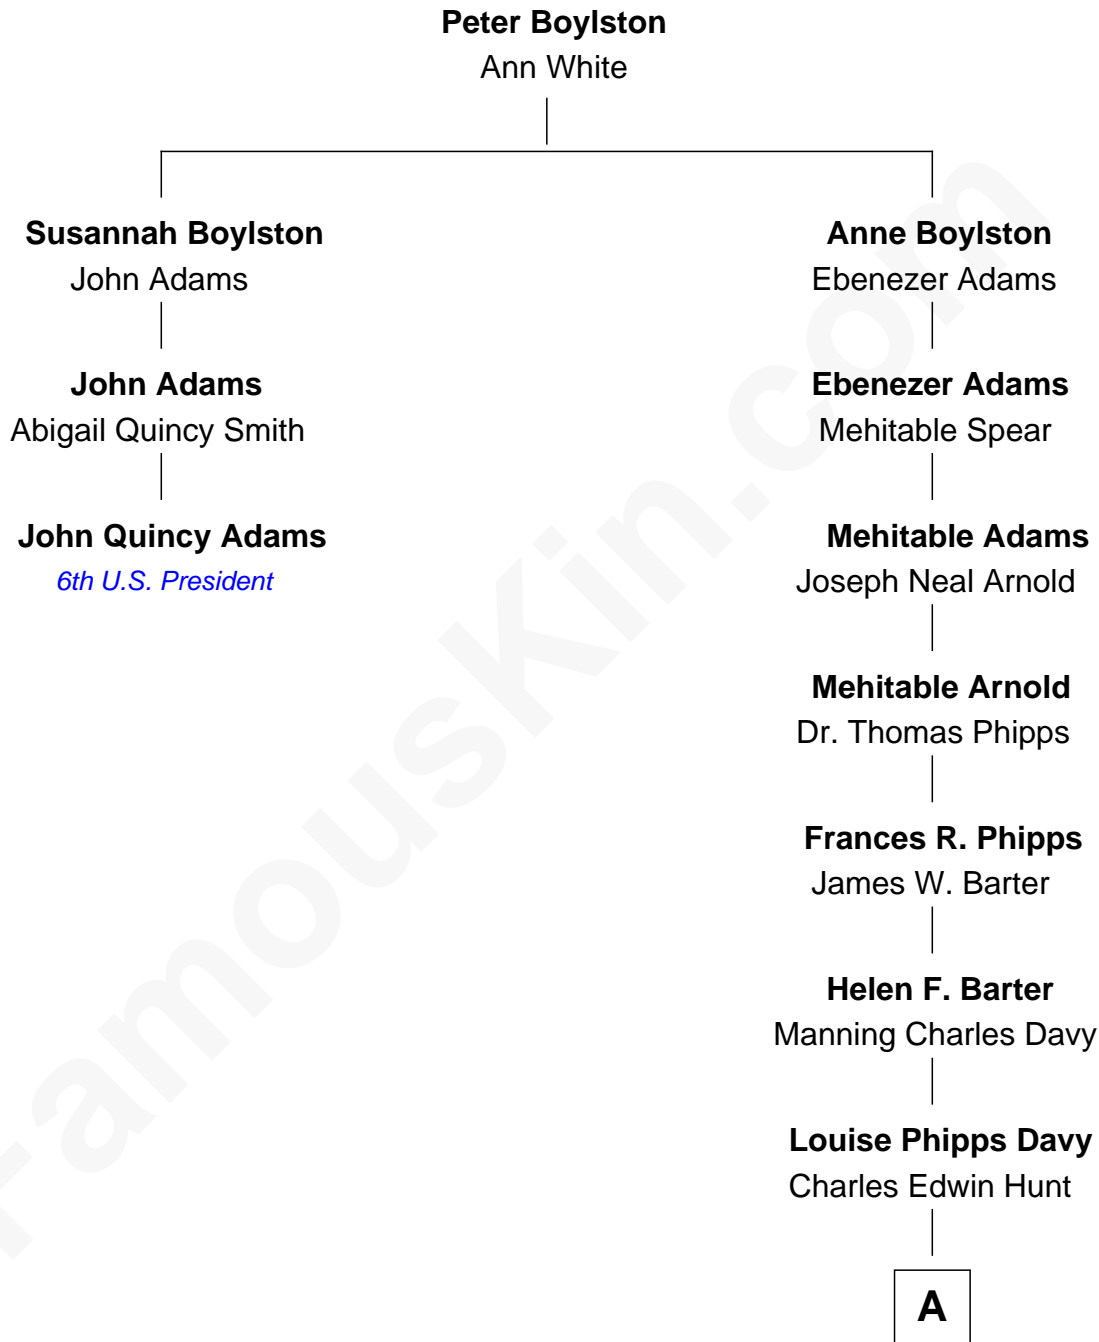 Peter Boylston
Ann White
Susannah Boylston
John Adams
John Adams
Abigail Quincy Smith
John Quincy Adams
6th U.S. President
Anne Boylston
Ebenezer Adams
Ebenezer Adams
Mehitable Spear
Mehitable Adams
Joseph Neal Arnold
Mehitable Arnold
Dr. Thomas Phipps
Frances R. Phipps
James W. Barter
Helen F. Barter
Manning Charles Davy
Louise Phipps Davy
Charles Edwin Hunt
A
FamousKin.com